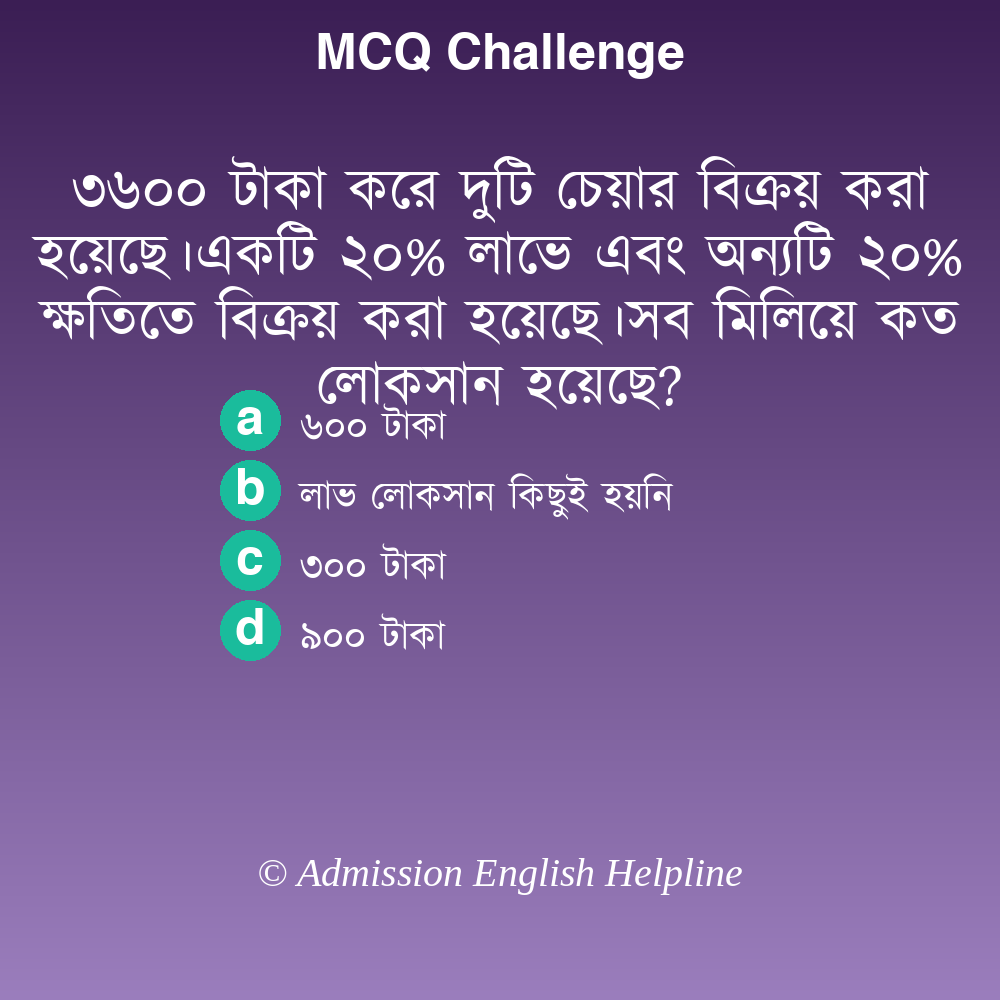 MCQ Challenge
৩৬০০ টাকা করে দুটি চেয়ার বিক্রয় করা
হয়েছে।একটি ২০% লাভে এবং অন্যটি ২০%
ক্ষতিতে বিক্রয় করা হয়েছে।সব মিলিয়ে কত
লোকসান হয়েছে?
a ৬০০ টাকা
b লাভ লোকসান কিছুই হয়নি
c ৩০০ টাকা
d ৯০০ টাকা
© Admission English Helpline